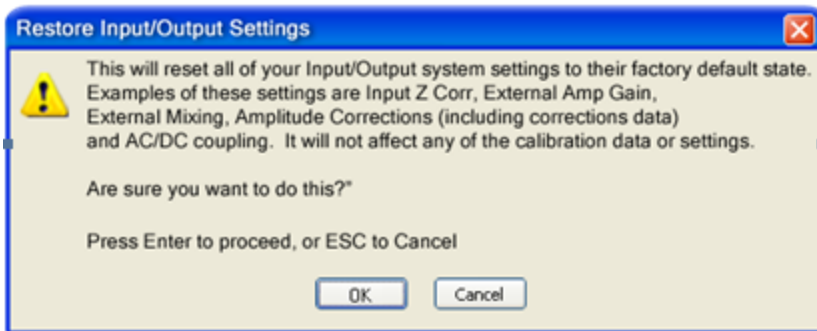 Restore Input/Output Settings
This will reset all of your Input/Output system settings to their factory default state.
Examples of these settings are Input Z Corr, External Amp Gain,
External Mixing, Amplitude Corrections (including corrections data)
and AC/DC coupling. It will not affect any of the calibration data or settings.
Are sure you want to do this?"
Press Enter to proceed, or ESC to Cancel
OK Cancel